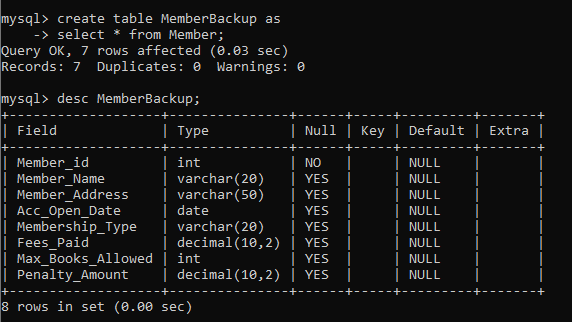 mysql> create table MemberBackup as
    -> select * from Member;
Query OK, 7 rows affected (0.03 sec)
Records: 7  Duplicates: 0  Warnings: 0
mysql> desc MemberBackup;
+-------------------+---------------+------+-----+---------+-------+
| Field             | Type          | Null | Key | Default | Extra |
+-------------------+---------------+------+-----+---------+-------+
| Member_id         | int           | NO   |     | NULL    |       |
| Member_Name       | varchar(20)   | YES  |     | NULL    |       |
| Member_Address    | varchar(50)   | YES  |     | NULL    |       |
| Acc_Open_Date     | date          | YES  |     | NULL    |       |
| Membership_Type   | varchar(20)   | YES  |     | NULL    |       |
| Fees_Paid         | decimal(10,2) | YES  |     | NULL    |       |
| Max_Books_Allowed | int           | YES  |     | NULL    |       |
| Penalty_Amount    | decimal(10,2) | YES  |     | NULL    |       |
+-------------------+---------------+------+-----+---------+-------+
8 rows in set (0.00 sec)